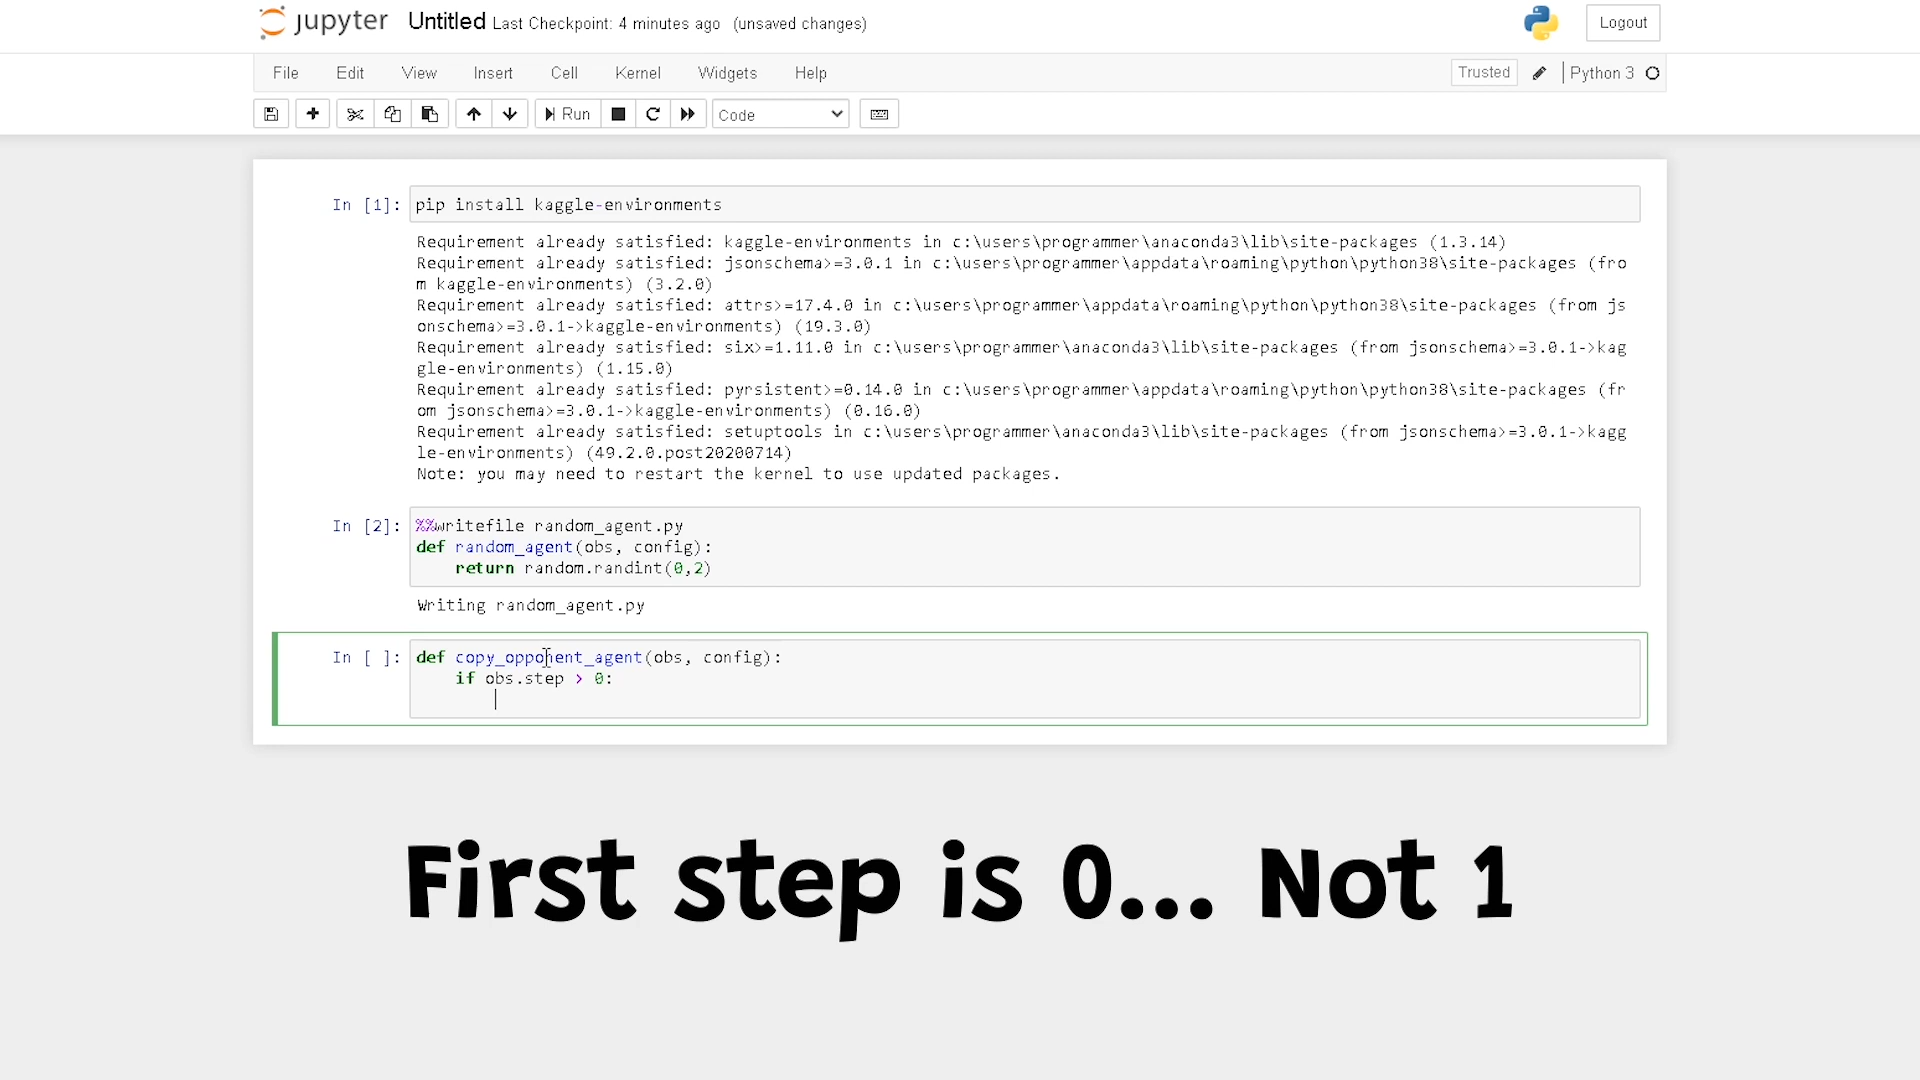 jupyter Untitled Last Checkpoint: 4 minutes ago (unsaved changes) Logout
File Edit View Insert Cell Kernel Widgets Help Trusted Python 3
Run Code
In [1]: pip install kaggle-environments
Requirement already satisfied: kaggle-environments in c:\users\programmer\anaconda3\lib\site-packages (1.3.14)
Requirement already satisfied: jsonschema>=3.0.1 in c:\users\programmer\appdata\roaming\python\python38\site-packages (fro
m kaggle-environments) (3.2.0)
Requirement already satisfied: attrs>=17.4.0 in c:\users\programmer\appdata\roaming\python\python38\site-packages (from js
onschema>=3.0.1->kaggle-environments) (19.3.0)
Requirement already satisfied: six>=1.11.0 in c:\users\programmer\anaconda3\lib\site-packages (from jsonschema>=3.0.1->kag
gle-environments) (1.15.0)
Requirement already satisfied: pyrsistent>=0.14.0 in c:\users\programmer\appdata\roaming\python\python38\site-packages (fr
om jsonschema>=3.0.1->kaggle-environments) (0.16.0)
Requirement already satisfied: setuptools in c:\users\programmer\anaconda3\lib\site-packages (from jsonschema>=3.0.1->kagg
le-environments) (49.2.0.post20200714)
Note: you may need to restart the kernel to use updated packages.
In [2]: %%writefile random_agent.py
def random_agent(obs, config):
    return random.randint(0,2)
Writing random_agent.py
In [ ]: def copy_opponent_agent(obs, config):
    if obs.step > 0:
First step is 0... Not 1